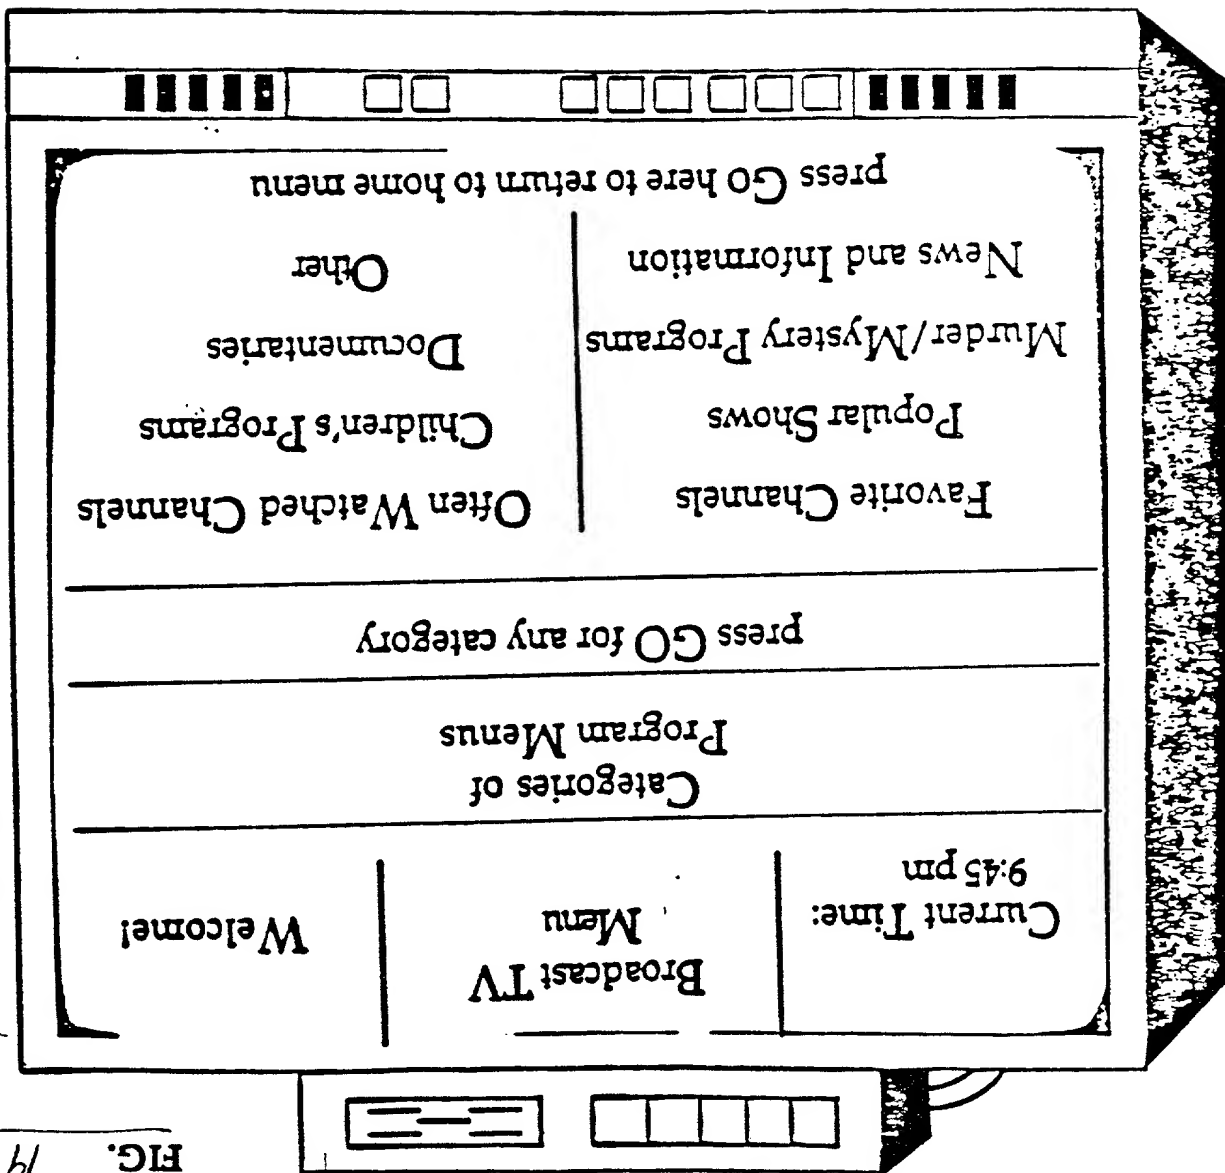 FIG.
Current Time:
9:45 pm
Broadcast TV
Menu
Welcome!
Categories of
Program Menus
press GO for any category
Favorite Channels
Often Watched Channels
Popular Shows
Children's Programs
Murder/Mystery Programs
Documentaries
News and Information
Other
press GO here to return to home menu